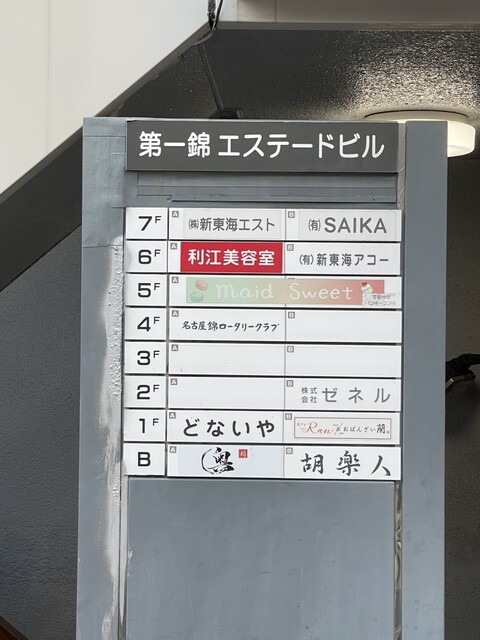 第一錦 エステードビル
7F A ㈱新東海エスト B ㈲SAIKA
6F A 利江美容室 B ㈲新東海アコー
5F A maid Sweet
4F A 名古屋錦ロータリークラブ B
3F A B
2F A B 株式会社 ゼネル
1F A どないや B Run おばんざい蘭
B A B 胡楽人